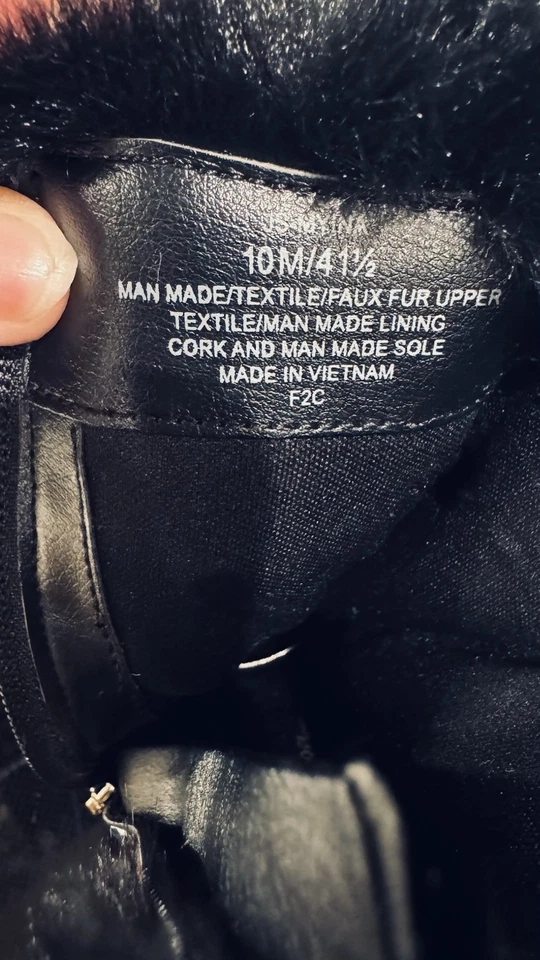 10M/41½
MAN MADE/TEXTILE/FAUX FUR UPPER
TEXTILE/MAN MADE LINING
CORK AND MAN MADE SOLE
MADE IN VIETNAM
F2C